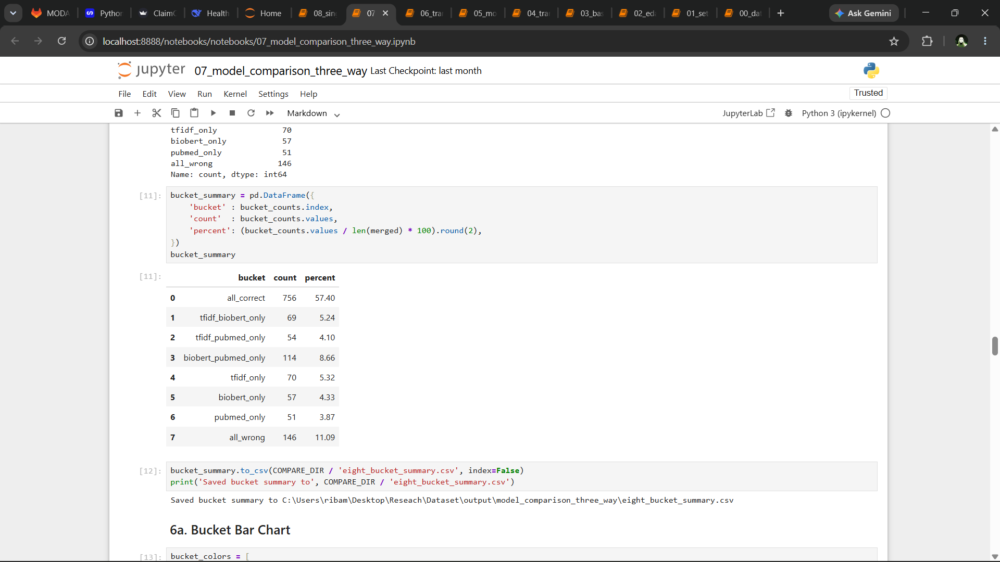 MODA
Python
Claim
Health
Home
08_sin
07
06_tra
05_mo
04_tra
03_bas
02_ed
01_set
00_dat
Ask Gemini
localhost:8888/notebooks/notebooks/07_model_comparison_three_way.ipynb
jupyter 07_model_comparison_three_way Last Checkpoint: last month
File Edit View Run Kernel Settings Help
Trusted
Markdown
JupyterLab Python 3 (ipykernel)
tfidf_only 70
biobert_only 57
pubmed_only 51
all_wrong 146
Name: count, dtype: int64
[11]: bucket_summary = pd.DataFrame({
'bucket' : bucket_counts.index,
'count'  : bucket_counts.values,
'percent': (bucket_counts.values / len(merged) * 100).round(2),
})
bucket_summary
[11]: bucket count percent
0 all_correct 756 57.40
1 tfidf_biobert_only 69 5.24
2 tfidf_pubmed_only 54 4.10
3 biobert_pubmed_only 114 8.66
4 tfidf_only 70 5.32
5 biobert_only 57 4.33
6 pubmed_only 51 3.87
7 all_wrong 146 11.09
[12]: bucket_summary.to_csv(COMPARE_DIR / 'eight_bucket_summary.csv', index=False)
print('Saved bucket summary to', COMPARE_DIR / 'eight_bucket_summary.csv')
Saved bucket summary to C:\Users\ribam\Desktop\Reseach\Dataset\output\model_comparison_three_way\eight_bucket_summary.csv
6a. Bucket Bar Chart
[13]: bucket_colors = [